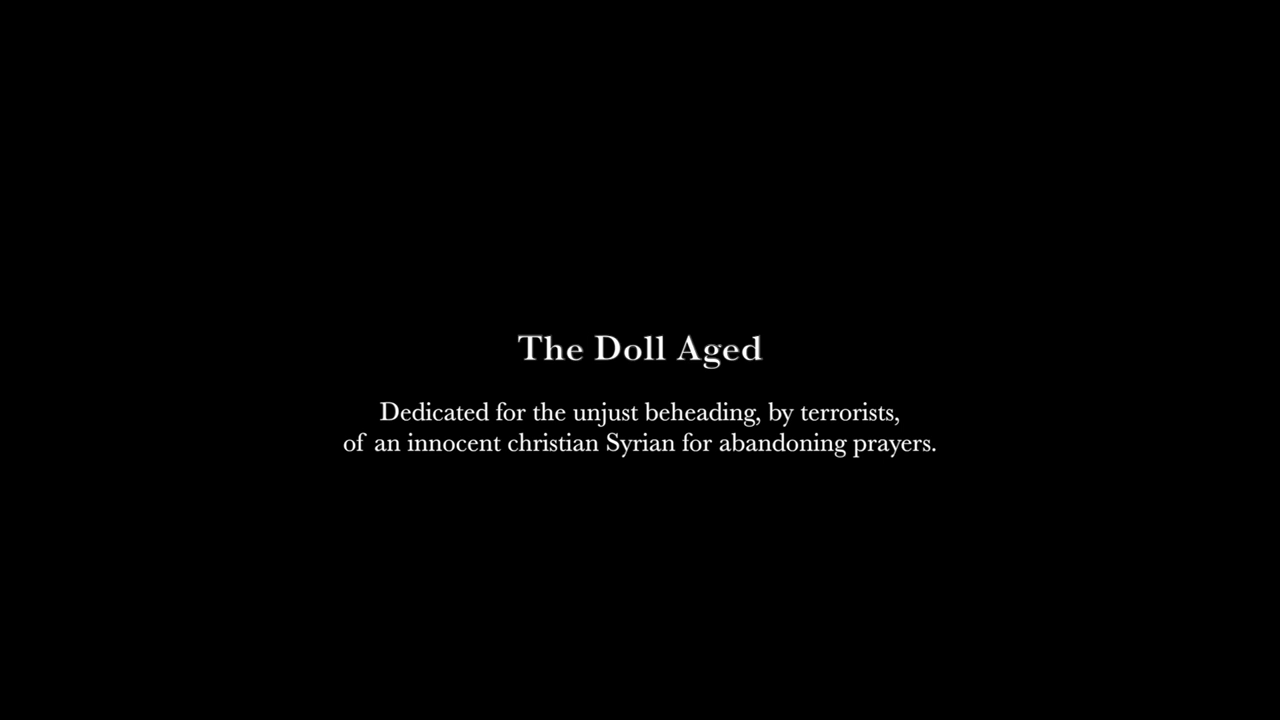 The Doll Aged
Dedicated for the unjust beheading, by terrorists,
of an innocent christian Syrian for abandoning prayers.